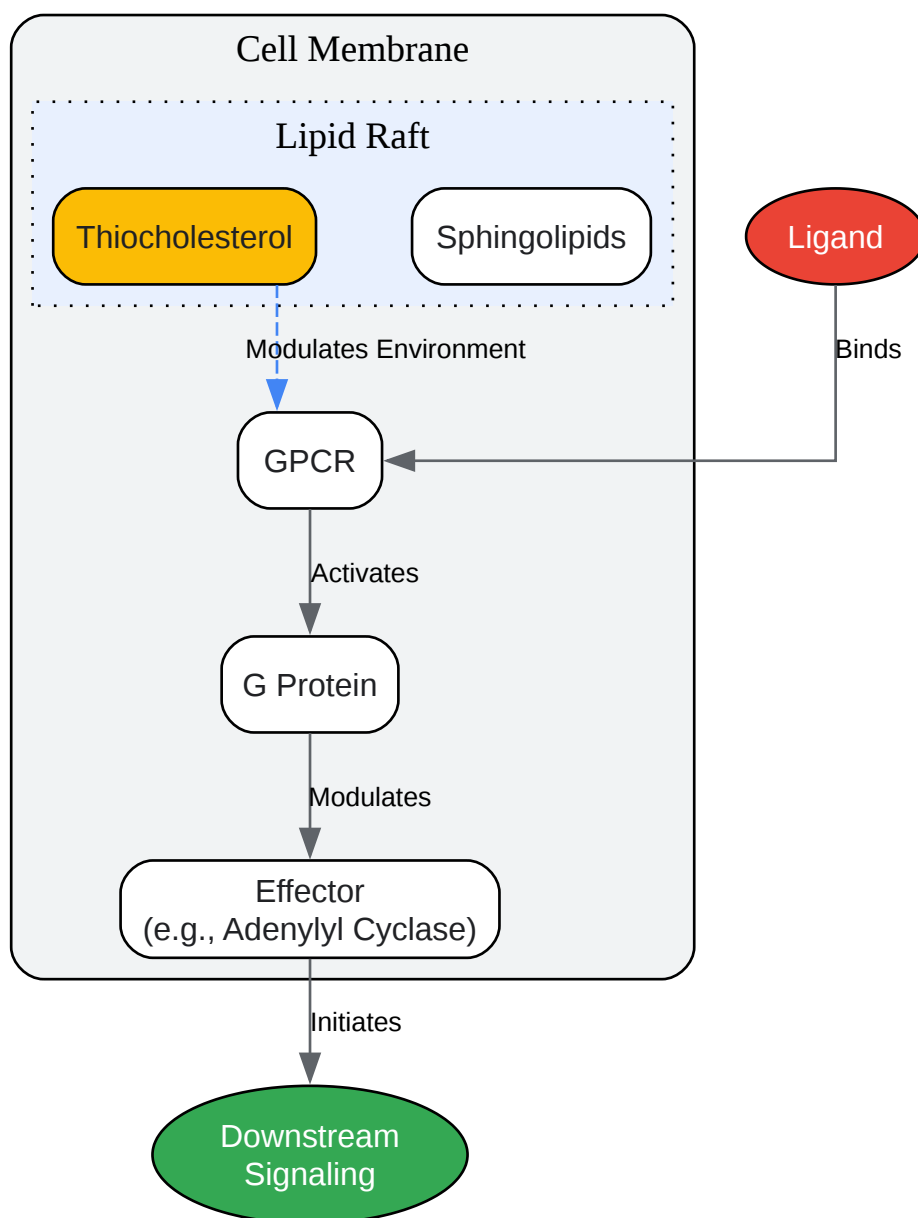 Cell Membrane
Lipid Raft
Thiocholesterol
Sphingolipids
Ligand
Modulates Environment
Binds
GPCR
Activates
G Protein
Modulates
Effector
(e.g., Adenylyl Cyclase)
Initiates
Downstream
Signaling